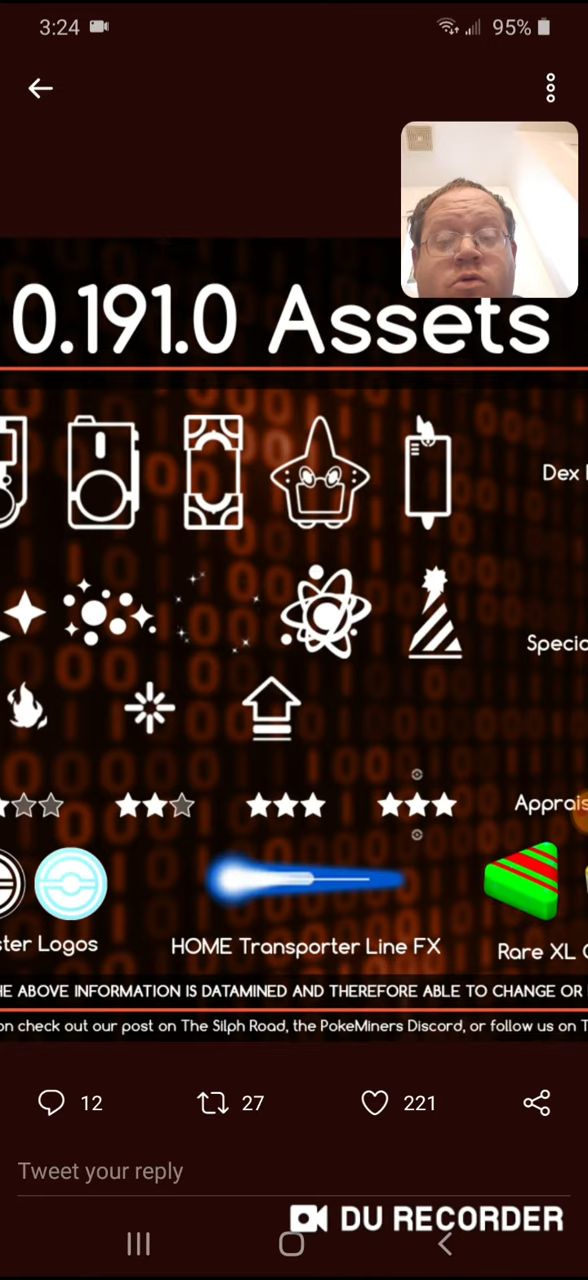 3:24
95%
0.191.0 Assets
Dex
Specia
Apprais
ter Logos
HOME Transporter Line FX
Rare XL
HE ABOVE INFORMATION IS DATAMINED AND THEREFORE ABLE TO CHANGE OR
on check out our post on The Silph Road, the PokeMiners Discord, or follow us on T
12
27
221
Tweet your reply
DU RECORDER